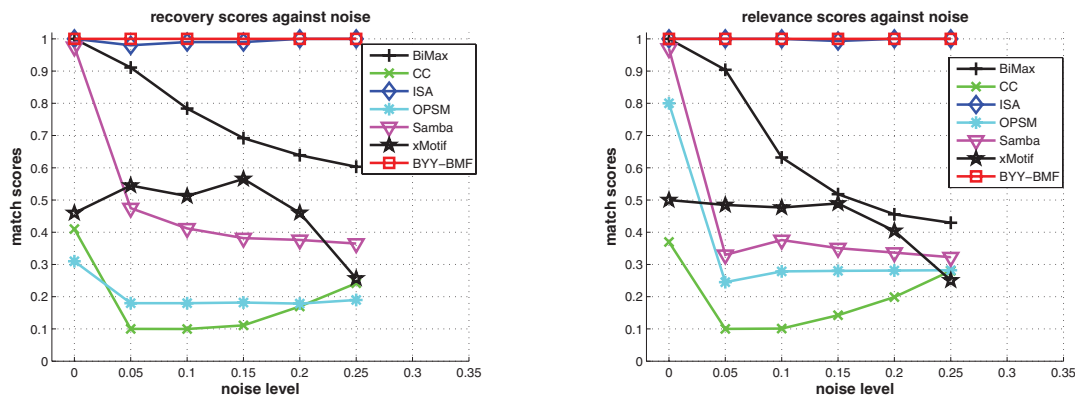 recovery scores against noise
match scores
1
0.9
0.8
0.7
0.6
0.5
0.4
0.3
0.2
0.1
0
0 0.05 0.1 0.15 0.2 0.25 0.3 0.35
noise level
BiMax
CC
ISA
OPSM
Samba
xMotif
BYY-BMF
relevance scores against noise
match scores
1
0.9
0.8
0.7
0.6
0.5
0.4
0.3
0.2
0.1
0
0 0.05 0.1 0.15 0.2 0.25 0.3 0.35
noise level
BiMax
CC
ISA
OPSM
Samba
xMotif
BYY-BMF